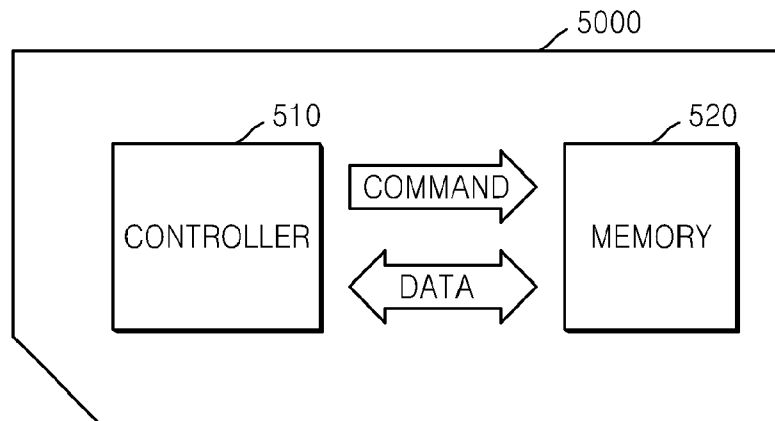 5000
510
520
COMMAND
CONTROLLER
MEMORY
DATA